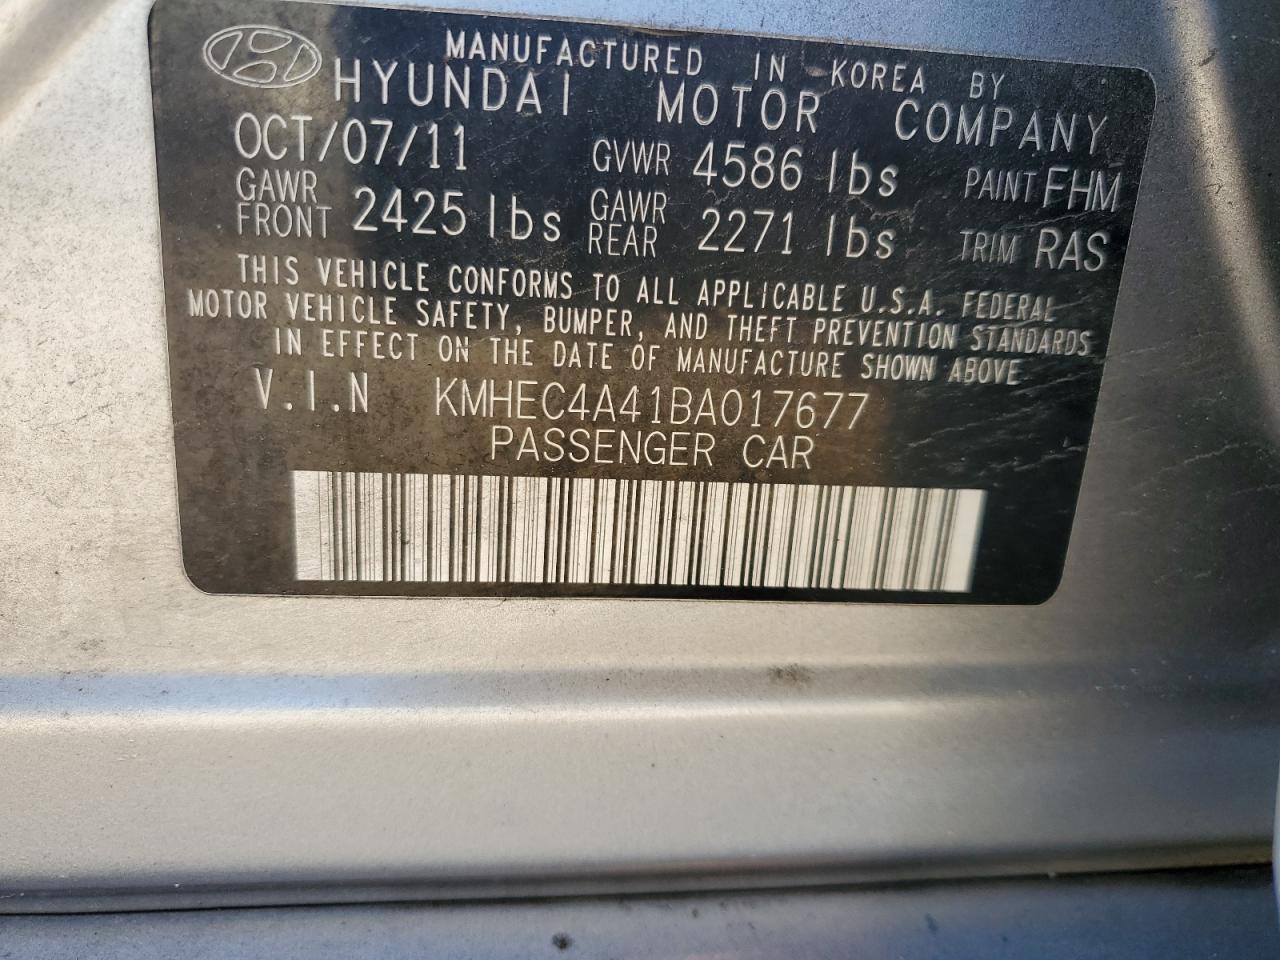 MANUFACTURED IN KOREA BY
HYUNDAI MOTOR COMPANY
OCT/07/11 GVWR 4586 lbs PAINT FHM
GAWR FRONT 2425 lbs GAWR REAR 2271 lbs TRIM RAS
THIS VEHICLE CONFORMS TO ALL APPLICABLE U.S.A. FEDERAL
MOTOR VEHICLE SAFETY, BUMPER, AND THEFT PREVENTION STANDARDS
IN EFFECT ON THE DATE OF MANUFACTURE SHOWN ABOVE
V.I.N KMHEC4A41BA017677
PASSENGER CAR